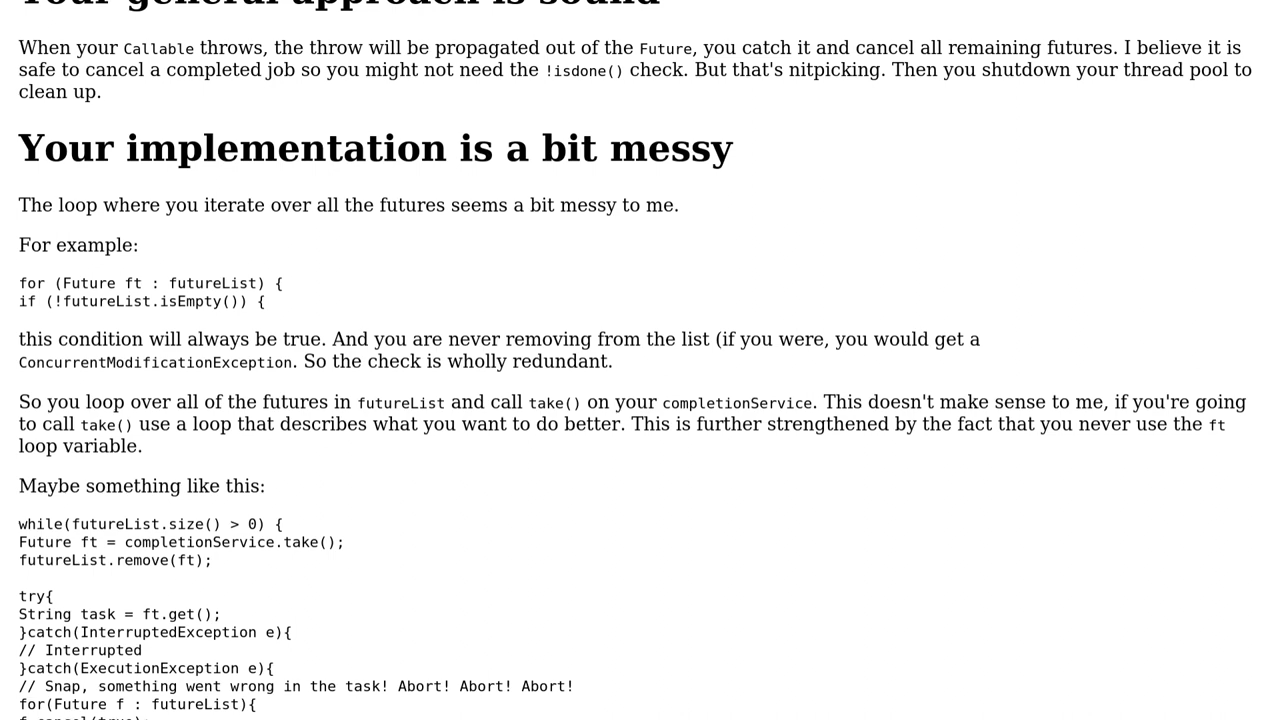 Your general approach is sound
When your Callable throws, the throw will be propagated out of the Future, you catch it and cancel all remaining futures. I believe it is
safe to cancel a completed job so you might not need the !isdone() check. But that's nitpicking. Then you shutdown your thread pool to
clean up.
Your implementation is a bit messy
The loop where you iterate over all the futures seems a bit messy to me.
For example:
for (Future ft : futureList) {
if (!futureList.isEmpty()) {
this condition will always be true. And you are never removing from the list (if you were, you would get a
ConcurrentModificationException. So the check is wholly redundant.
So you loop over all of the futures in futureList and call take() on your completionService. This doesn't make sense to me, if you're going
to call take() use a loop that describes what you want to do better. This is further strengthened by the fact that you never use the ft
loop variable.
Maybe something like this:
while(futureList.size() > 0) {
Future ft = completionService.take();
futureList.remove(ft);
try{
String task = ft.get();
}catch(InterruptedException e){
// Interrupted
}catch(ExecutionException e){
// Snap, something went wrong in the task! Abort! Abort! Abort!
for(Future f : futureList){
f.cancel(true);